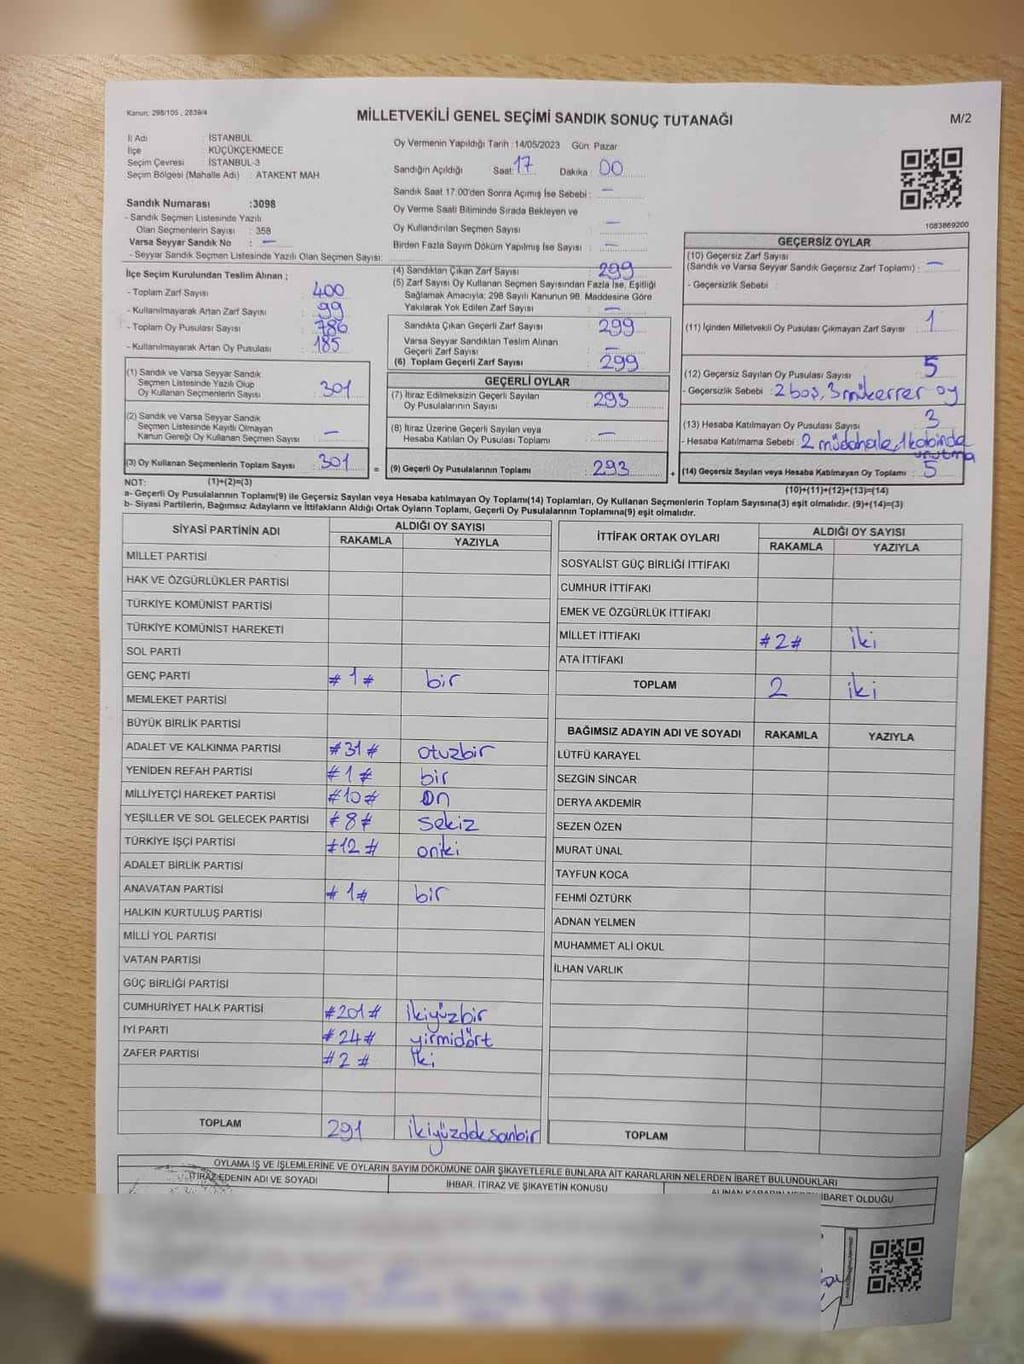 Kanun: 298/105 , 2839/4
MİLLETVEKİLİ GENEL SEÇİMİ SANDIK SONUÇ TUTANAĞI
M/2
İl Adı : İSTANBUL
İlçe : KÜÇÜKÇEKMECE
Seçim Çevresi : İSTANBUL-3
Seçim Bölgesi (Mahalle Adı) : ATAKENT MAH
Sandık Numarası :3098
- Sandık Seçmen Listesinde Yazılı
Olan Seçmenlerin Sayısı : 358
Varsa Seyyar Sandık No : –
- Seyyar Sandık Seçmen Listesinde Yazılı Olan Seçmen Sayısı:
Oy Vermenin Yapıldığı Tarih :14/05/2023 Gün: Pazar
Sandığın Açıldığı Saat: 17 Dakika : 00
Sandık Saat 17:00'den Sonra Açımış İse Sebebi : –
Oy Verme Saati Bitiminde Sırada Bekleyen ve
Oy Kullandırılan Seçmen Sayısı : –
Birden Fazla Sayım Döküm Yapılmış İse Sayısı : –
1083869200
İlçe Seçim Kurulundan Teslim Alınan ;
- Toplam Zarf Sayısı : 400
- Kullanılmayarak Artan Zarf Sayısı : 99
- Toplam Oy Pusulası Sayısı : 786
- Kullanılmayarak Artan Oy Pusulası : 185
(1) Sandık ve Varsa Seyyar Sandık
Seçmen Listesinde Yazılı Olup
Oy Kullanan Seçmenlerin Sayısı : 301
(2) Sandık ve Varsa Seyyar Sandık
Seçmen Listesinde Kayıtlı Olmayan
Kanun Gereği Oy Kullanan Seçmen Sayısı : –
(3) Oy Kullanan Seçmenlerin Toplam Sayısı : 301
(4) Sandıktan Çıkan Zarf Sayısı : 299
(5) Zarf Sayısı Oy Kullanan Seçmen Sayısından Fazla İse, Eşitliği
Sağlamak Amacıyla; 298 Sayılı Kanunun 98. Maddesine Göre
Yakılarak Yok Edilen Zarf Sayısı : –
Sandıkta Çıkan Geçerli Zarf Sayısı : 299
Varsa Seyyar Sandıktan Teslim Alınan
Geçerli Zarf Sayısı : –
(6) Toplam Geçerli Zarf Sayısı : 299
GEÇERLİ OYLAR
(7) İtiraz Edilmeksizin Geçerli Sayılan
Oy Pusulalarının Sayısı : 293
(8) İtiraz Üzerine Geçerli Sayılan veya
Hesaba Katılan Oy Pusulası Toplamı : –
= (9) Geçerli Oy Pusulalarının Toplamı : 293
GEÇERSİZ OYLAR
(10) Geçersiz Zarf Sayısı
(Sandık ve Varsa Seyyar Sandık Geçersiz Zarf Toplamı) : –
- Geçersizlik Sebebi :
(11) İçinden Milletvekili Oy Pusulası Çıkmayan Zarf Sayısı : 1
(12) Geçersiz Sayılan Oy Pusulası Sayısı : 5
- Geçersizlik Sebebi : 2 boş, 3 mükerrer oy
(13) Hesaba Katılmayan Oy Pusulası Sayısı : 3
- Hesaba Katılmama Sebebi : 2 müdahale, 1 kabinde
unutma
+ (14) Geçersiz Sayılan veya Hesaba Katılmayan Oy Toplamı : 5
NOT: (1)+(2)=(3)
(10)+(11)+(12)+(13)=(14)
a- Geçerli Oy Pusulalarının Toplamı(9) ile Geçersiz Sayılan veya Hesaba katılmayan Oy Toplam(14) Toplamları, Oy Kullanan Seçmenlerin Toplam Sayısına(3) eşit olmalıdır. (9)+(14)=(3)
b- Siyasi Partilerin, Bağımsız Adayların ve İttifakların Aldığı Ortak Oyların Toplamı, Geçerli Oy Pusulalarının Toplamına(9) eşit olmalıdır.
SİYASİ PARTİNİN ADI
ALDIĞI OY SAYISI
RAKAMLA YAZIYLA
MİLLET PARTİSİ
HAK VE ÖZGÜRLÜKLER PARTİSİ
TÜRKİYE KOMÜNİST PARTİSİ
TÜRKİYE KOMÜNİST HAREKETİ
SOL PARTİ
GENÇ PARTİ #1# bir
MEMLEKET PARTİSİ
BÜYÜK BİRLİK PARTİSİ
ADALET VE KALKINMA PARTİSİ #31# otuzbir
YENİDEN REFAH PARTİSİ #1# bir
MİLLİYETÇİ HAREKET PARTİSİ #10# on
YEŞİLLER VE SOL GELECEK PARTİSİ #8# sekiz
TÜRKİYE İŞÇİ PARTİSİ #12# oniki
ADALET BİRLİK PARTİSİ
ANAVATAN PARTİSİ #1# bir
HALKIN KURTULUŞ PARTİSİ
MİLLİ YOL PARTİSİ
VATAN PARTİSİ
GÜÇ BİRLİĞİ PARTİSİ
CUMHURİYET HALK PARTİSİ #201# ikiyüzbir
İYİ PARTİ #24# yirmidört
ZAFER PARTİSİ #2# iki
TOPLAM 291 ikiyüzdoksanbir
İTTİFAK ORTAK OYLARI
ALDIĞI OY SAYISI
RAKAMLA YAZIYLA
SOSYALİST GÜÇ BİRLİĞİ İTTİFAKI
CUMHUR İTTİFAKI
EMEK VE ÖZGÜRLÜK İTTİFAKI
MİLLET İTTİFAKI #2# iki
ATA İTTİFAKI
TOPLAM 2 iki
BAĞIMSIZ ADAYIN ADI VE SOYADI RAKAMLA YAZIYLA
LÜTFÜ KARAYEL
SEZGİN SİNCAR
DERYA AKDEMİR
SEZEN ÖZEN
MURAT ÜNAL
TAYFUN KOCA
FEHMİ ÖZTÜRK
ADNAN YELMEN
MUHAMMET ALİ OKUL
İLHAN VARLIK
TOPLAM
OYLAMA İŞ VE İŞLEMLERİNE VE OYLARIN SAYIM DÖKÜMÜNE DAİR ŞİKAYETLERLE BUNLARA AİT KARARLARIN NELERDEN İBARET BULUNDUKLARI
İTİRAZ EDENİN ADI VE SOYADI
İHBAR, İTİRAZ VE ŞİKAYETİN KONUSU
İBARET OLDUĞU